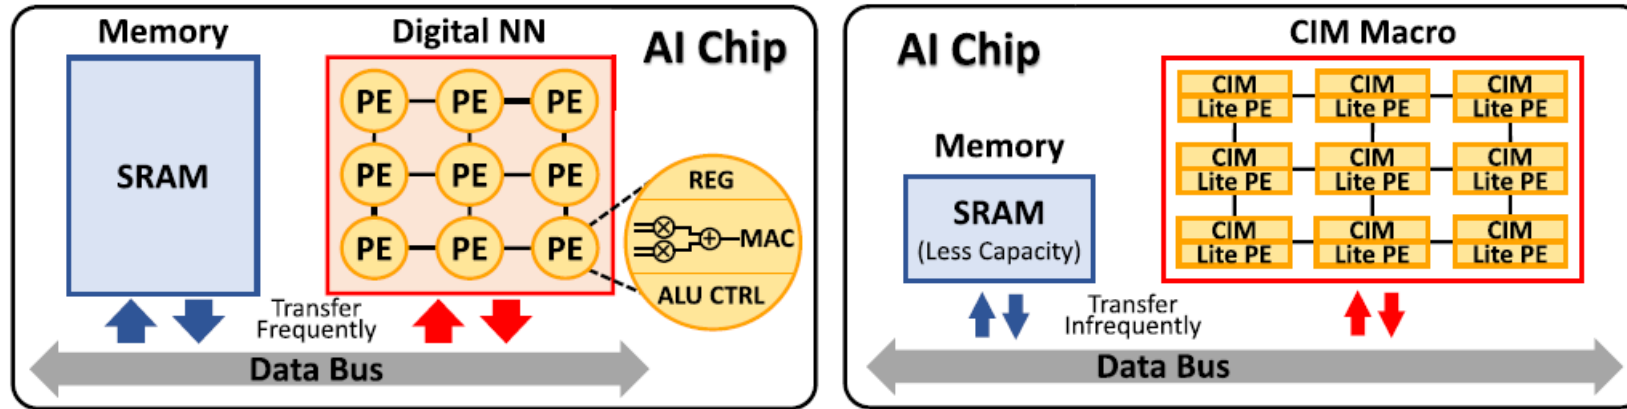 Memory
Digital NN
AI Chip
SRAM
PE PE PE
PE PE PE
PE PE PE
REG
MAC
ALU CTRL
Transfer
Frequently
Data Bus
AI Chip
CIM Macro
Memory
SRAM
(Less Capacity)
CIM CIM CIM
Lite PE Lite PE Lite PE
CIM CIM CIM
Lite PE Lite PE Lite PE
CIM CIM CIM
Lite PE Lite PE Lite PE
Transfer
Infrequently
Data Bus